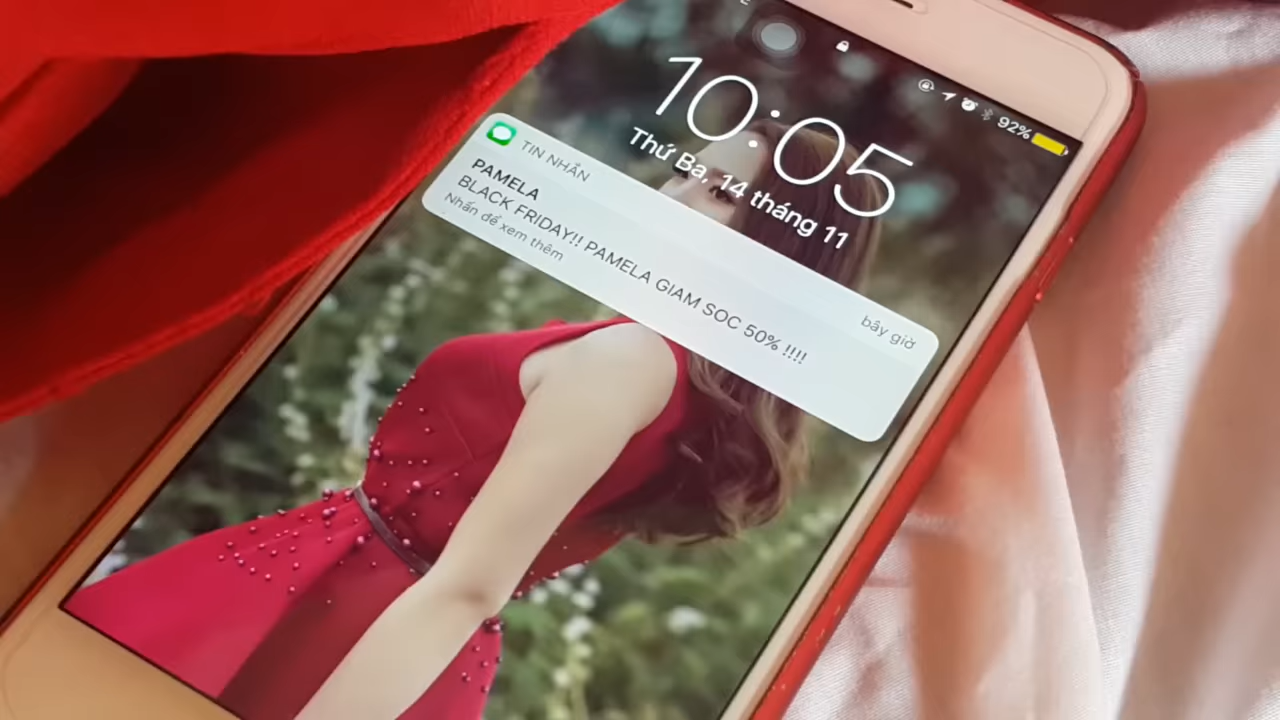 92%
10:05
Thứ Ba, 14 tháng 11
TIN NHẮN
bây giờ
PAMELA
BLACK FRIDAY!! PAMELA GIAM SOC 50% !!!!
Nhấn để xem thêm